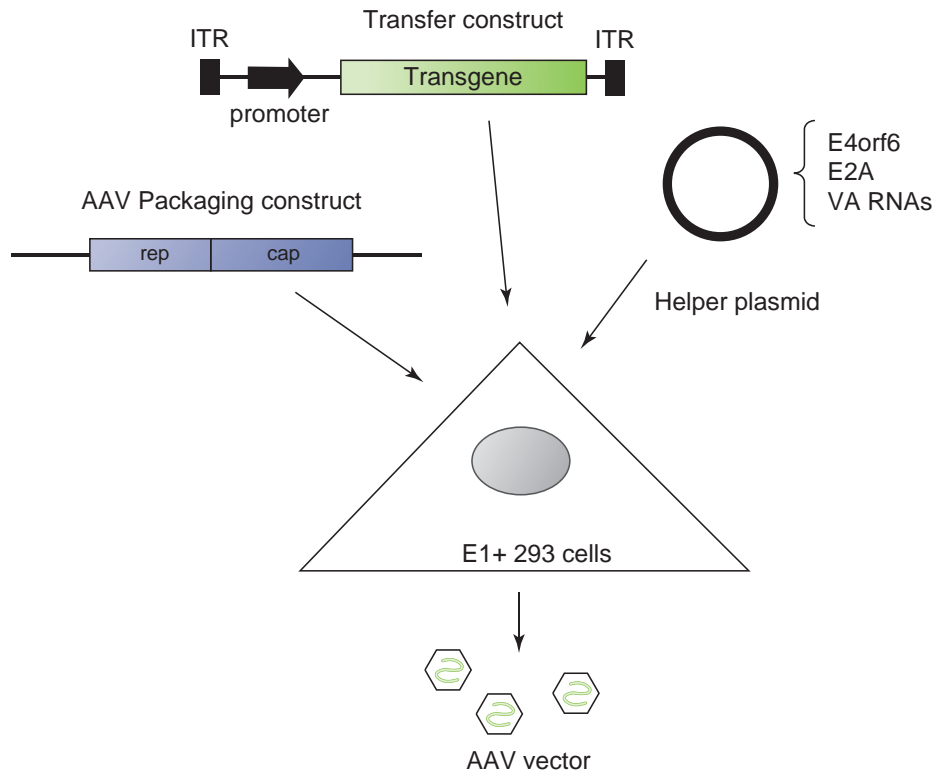 Transfer construct
ITR
ITR
Transgene
promoter
E4orf6
E2A
VA RNAs
AAV Packaging construct
rep
cap
Helper plasmid
E1+ 293 cells
AAV vector